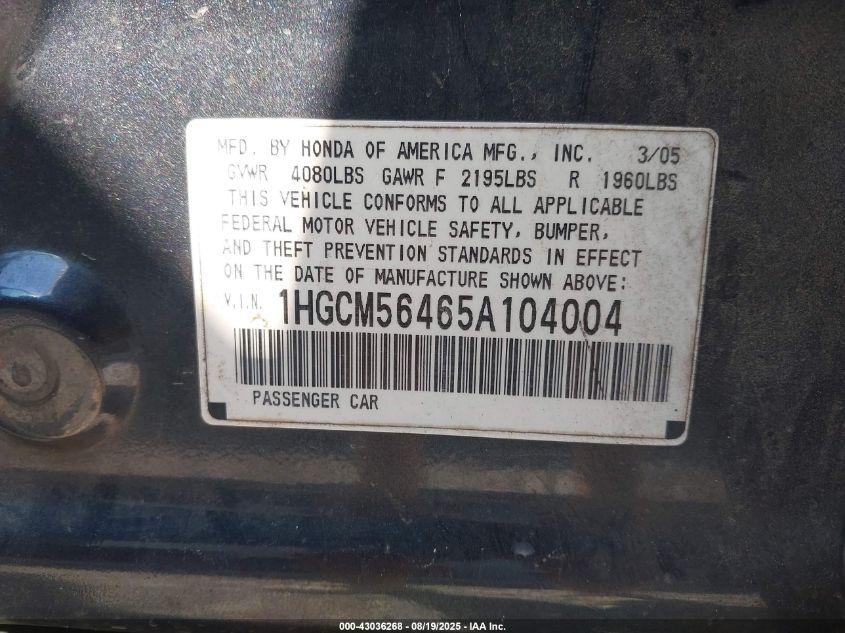 MFD. BY HONDA OF AMERICA MFG., INC. 3/05
GVWR 4080LBS GAWR F 2195LBS R 1960LBS
THIS VEHICLE CONFORMS TO ALL APPLICABLE
FEDERAL MOTOR VEHICLE SAFETY, BUMPER,
AND THEFT PREVENTION STANDARDS IN EFFECT
ON THE DATE OF MANUFACTURE SHOWN ABOVE:
V.I.N. 1HGCM56465A104004
PASSENGER CAR
000-43036268 - 08/19/2025 - IAA Inc.